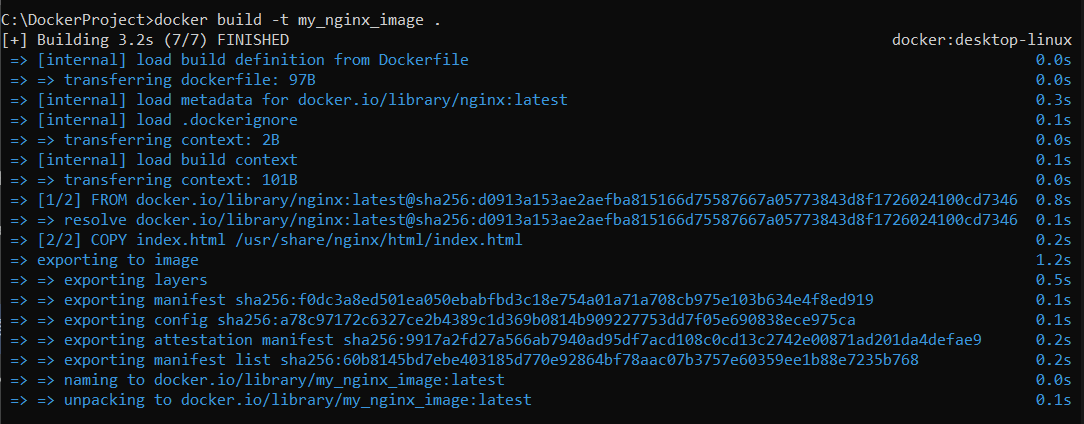 C:\DockerProject>docker build -t my_nginx_image .
[+] Building 3.2s (7/7) FINISHED docker:desktop-linux
=> [internal] load build definition from Dockerfile 0.0s
=> => transferring dockerfile: 97B 0.0s
=> [internal] load metadata for docker.io/library/nginx:latest 0.3s
=> [internal] load .dockerignore 0.1s
=> => transferring context: 2B 0.0s
=> [internal] load build context 0.1s
=> => transferring context: 101B 0.0s
=> [1/2] FROM docker.io/library/nginx:latest@sha256:d0913a153ae2aefba815166d75587667a05773843d8f1726024100cd7346 0.8s
=> => resolve docker.io/library/nginx:latest@sha256:d0913a153ae2aefba815166d75587667a05773843d8f1726024100cd7346 0.1s
=> [2/2] COPY index.html /usr/share/nginx/html/index.html 0.2s
=> exporting to image 1.2s
=> => exporting layers 0.5s
=> => exporting manifest sha256:f0dc3a8ed501ea050ebabfbd3c18e754a01a71a708cb975e103b634e4f8ed919 0.1s
=> => exporting config sha256:a78c97172c6327ce2b4389c1d369b0814b909227753dd7f05e690838ece975ca 0.1s
=> => exporting attestation manifest sha256:9917a2fd27a566ab7940ad95df7acd108c0cd13c2742e00871ad201da4defae9 0.2s
=> => exporting manifest list sha256:60b8145bd7ebe403185d770e92864bf78aac07b3757e60359ee1b88e7235b768 0.2s
=> => naming to docker.io/library/my_nginx_image:latest 0.0s
=> => unpacking to docker.io/library/my_nginx_image:latest 0.1s